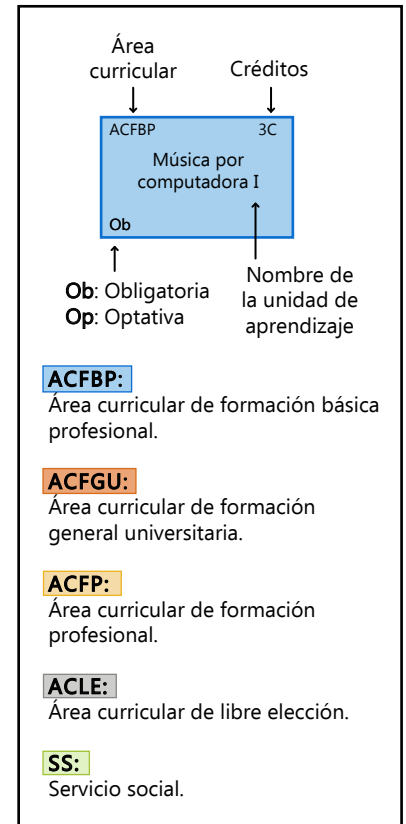 Área
curricular
Créditos
ACFBP 3C
Música por
computadora I
Ob
Ob: Obligatoria
Op: Optativa
Nombre de
la unidad de
aprendizaje
ACFBP:
Área curricular de formación básica
profesional.
ACFGU:
Área curricular de formación
general universitaria.
ACFP:
Área curricular de formación
profesional.
ACLE:
Área curricular de libre elección.
SS:
Servicio social.